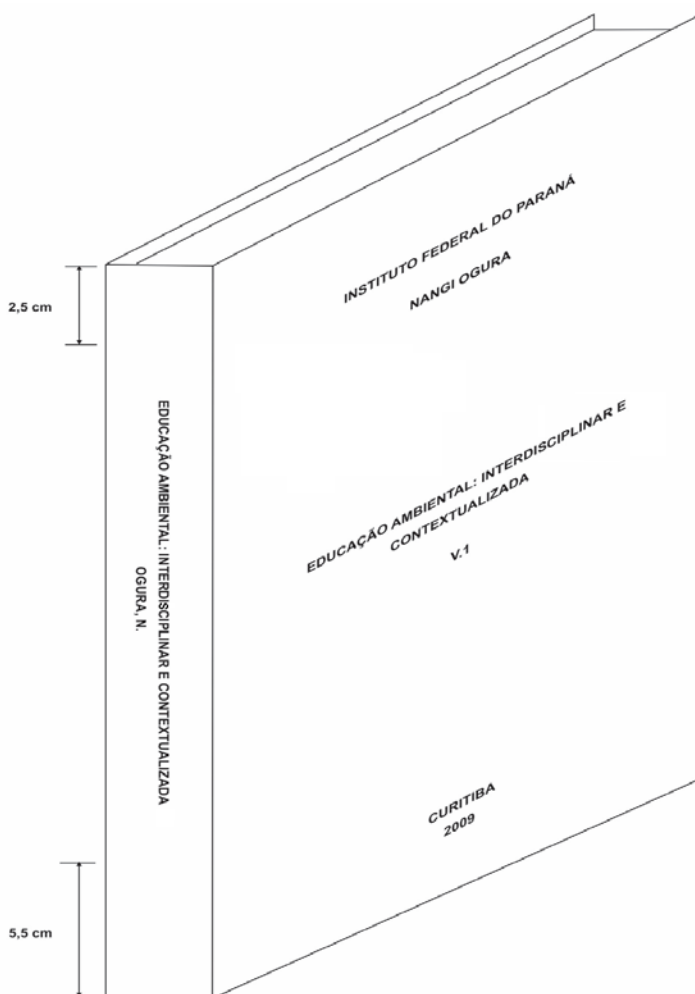 2,5 cm
5,5 cm
EDUCAÇÃO AMBIENTAL: INTERDISCIPLINAR E CONTEXTUALIZADA
OGURA, N.
INSTITUTO FEDERAL DO PARANÁ
NANGI OGURA
EDUCAÇÃO AMBIENTAL: INTERDISCIPLINAR E
CONTEXTUALIZADA
V.1
CURITIBA
2009